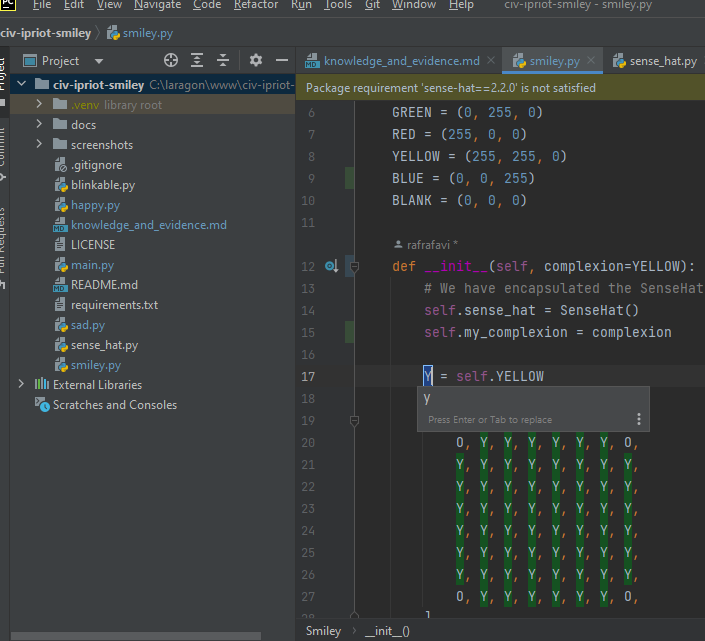 PC File Edit View Navigate Code Refactor Run Tools Git Window Help civ-ipriot-smiley - smiley.py
civ-ipriot-smiley smiley.py
Project
Project
Commit
Pull Requests
civ-ipriot-smiley C:\laragon\www\civ-ipriot-
.venv library root
docs
screenshots
.gitignore
blinkable.py
happy.py
knowledge_and_evidence.md
LICENSE
main.py
README.md
requirements.txt
sad.py
sense_hat.py
smiley.py
External Libraries
Scratches and Consoles
knowledge_and_evidence.md smiley.py sense_hat.py
Package requirement 'sense-hat==2.2.0' is not satisfied
6 GREEN = (0, 255, 0)
7 RED = (255, 0, 0)
8 YELLOW = (255, 255, 0)
9 BLUE = (0, 0, 255)
10 BLANK = (0, 0, 0)
11
rafrafavi *
12 def __init__(self, complexion=YELLOW):
13 # We have encapsulated the SenseHat
14 self.sense_hat = SenseHat()
15 self.my_complexion = complexion
16
17 Y = self.YELLOW
18 y
Press Enter or Tab to replace
19
20 O, Y, Y, Y, Y, Y, Y, O,
21 Y, Y, Y, Y, Y, Y, Y, Y,
22 Y, Y, Y, Y, Y, Y, Y, Y,
23 Y, Y, Y, Y, Y, Y, Y, Y,
24 Y, Y, Y, Y, Y, Y, Y, Y,
25 Y, Y, Y, Y, Y, Y, Y, Y,
26 Y, Y, Y, Y, Y, Y, Y, Y,
27 O, Y, Y, Y, Y, Y, Y, O,
28 ]
Smiley __init__()